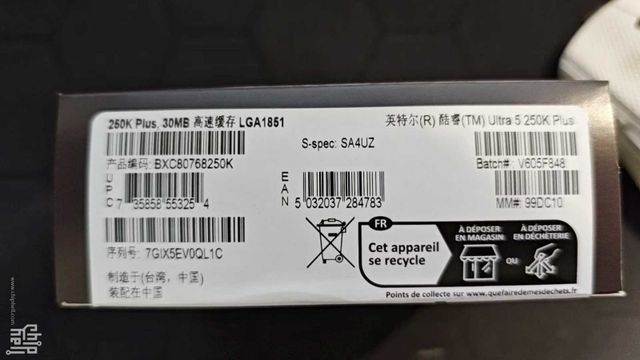 250K Plus, 30MB 高速缓存 LGA1851
英特尔(R) 酷睿(TM) Ultra 5 250K Plus
S-spec: SA4UZ
产品编码: BXC80768250K
Batch#: V605F848
UPC
7 35858 55325 4
EAN
5 032037 284783
MM#: 99DC10
序列号: 7GIX5EV0QL1C
制造于(台湾，中国)
装配在中国
FR
Cet appareil
se recycle
À DÉPOSER
EN MAGASIN
OU
À DÉPOSER
EN DÉCHÈTERIE
Points de collecte sur www.quefairedemesdechets.fr